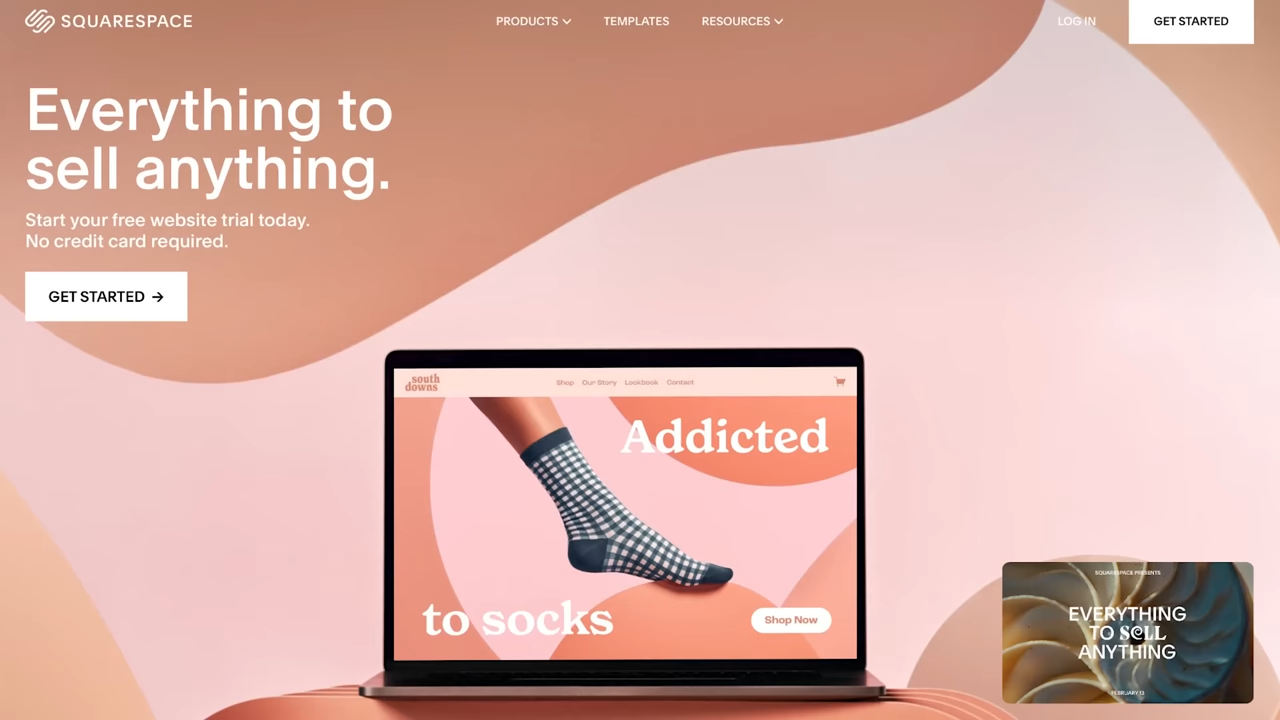 SQUARESPACE
PRODUCTS
TEMPLATES
RESOURCES
LOG IN
GET STARTED
Everything to
sell anything.
Start your free website trial today.
No credit card required.
GET STARTED →
south
downs
Shop
Our Story
Lookbook
Contact
Addicted
to socks
Shop Now
SQUARESPACE PRESENTS
EVERYTHING
TO SELL
ANYTHING
FEBRUARY 13